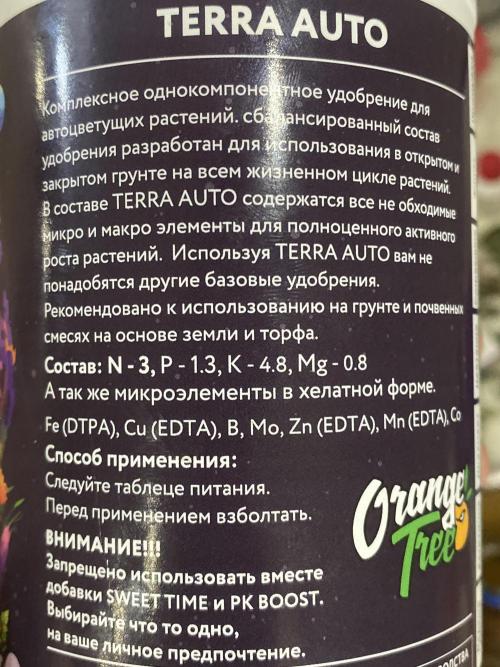 TERRA AUTO
Комплексное однокомпонентное удобрение для
автоцветущих растений. сбалансированный состав
удобрения разработан для использования в открытом и
закрытом грунте на всем жизненном цикле растений.
В составе TERRA AUTO содержатся все не обходимые
микро и макро элементы для полноценного активного
роста растений. Используя TERRA AUTO вам не
понадобятся другие базовые удобрения.
Рекомендовано к использованию на грунте и почвенных
смесях на основе земли и торфа.
Состав: N - 3, P - 1.3, K - 4.8, Mg - 0.8
А так же микроэлементы в хелатной форме.
Fe (DTPA), Cu (EDTA), B, Mo, Zn (EDTA), Mn (EDTA), Co
Способ применения:
Следуйте таблеце питания.
Перед применением взболтать.
ВНИМАНИЕ!!!
Запрещено использовать вместе
добавки SWEET TIME и PK BOOST.
Выбирайте что то одно,
на ваше личное предпочтение.
Orange
Tree